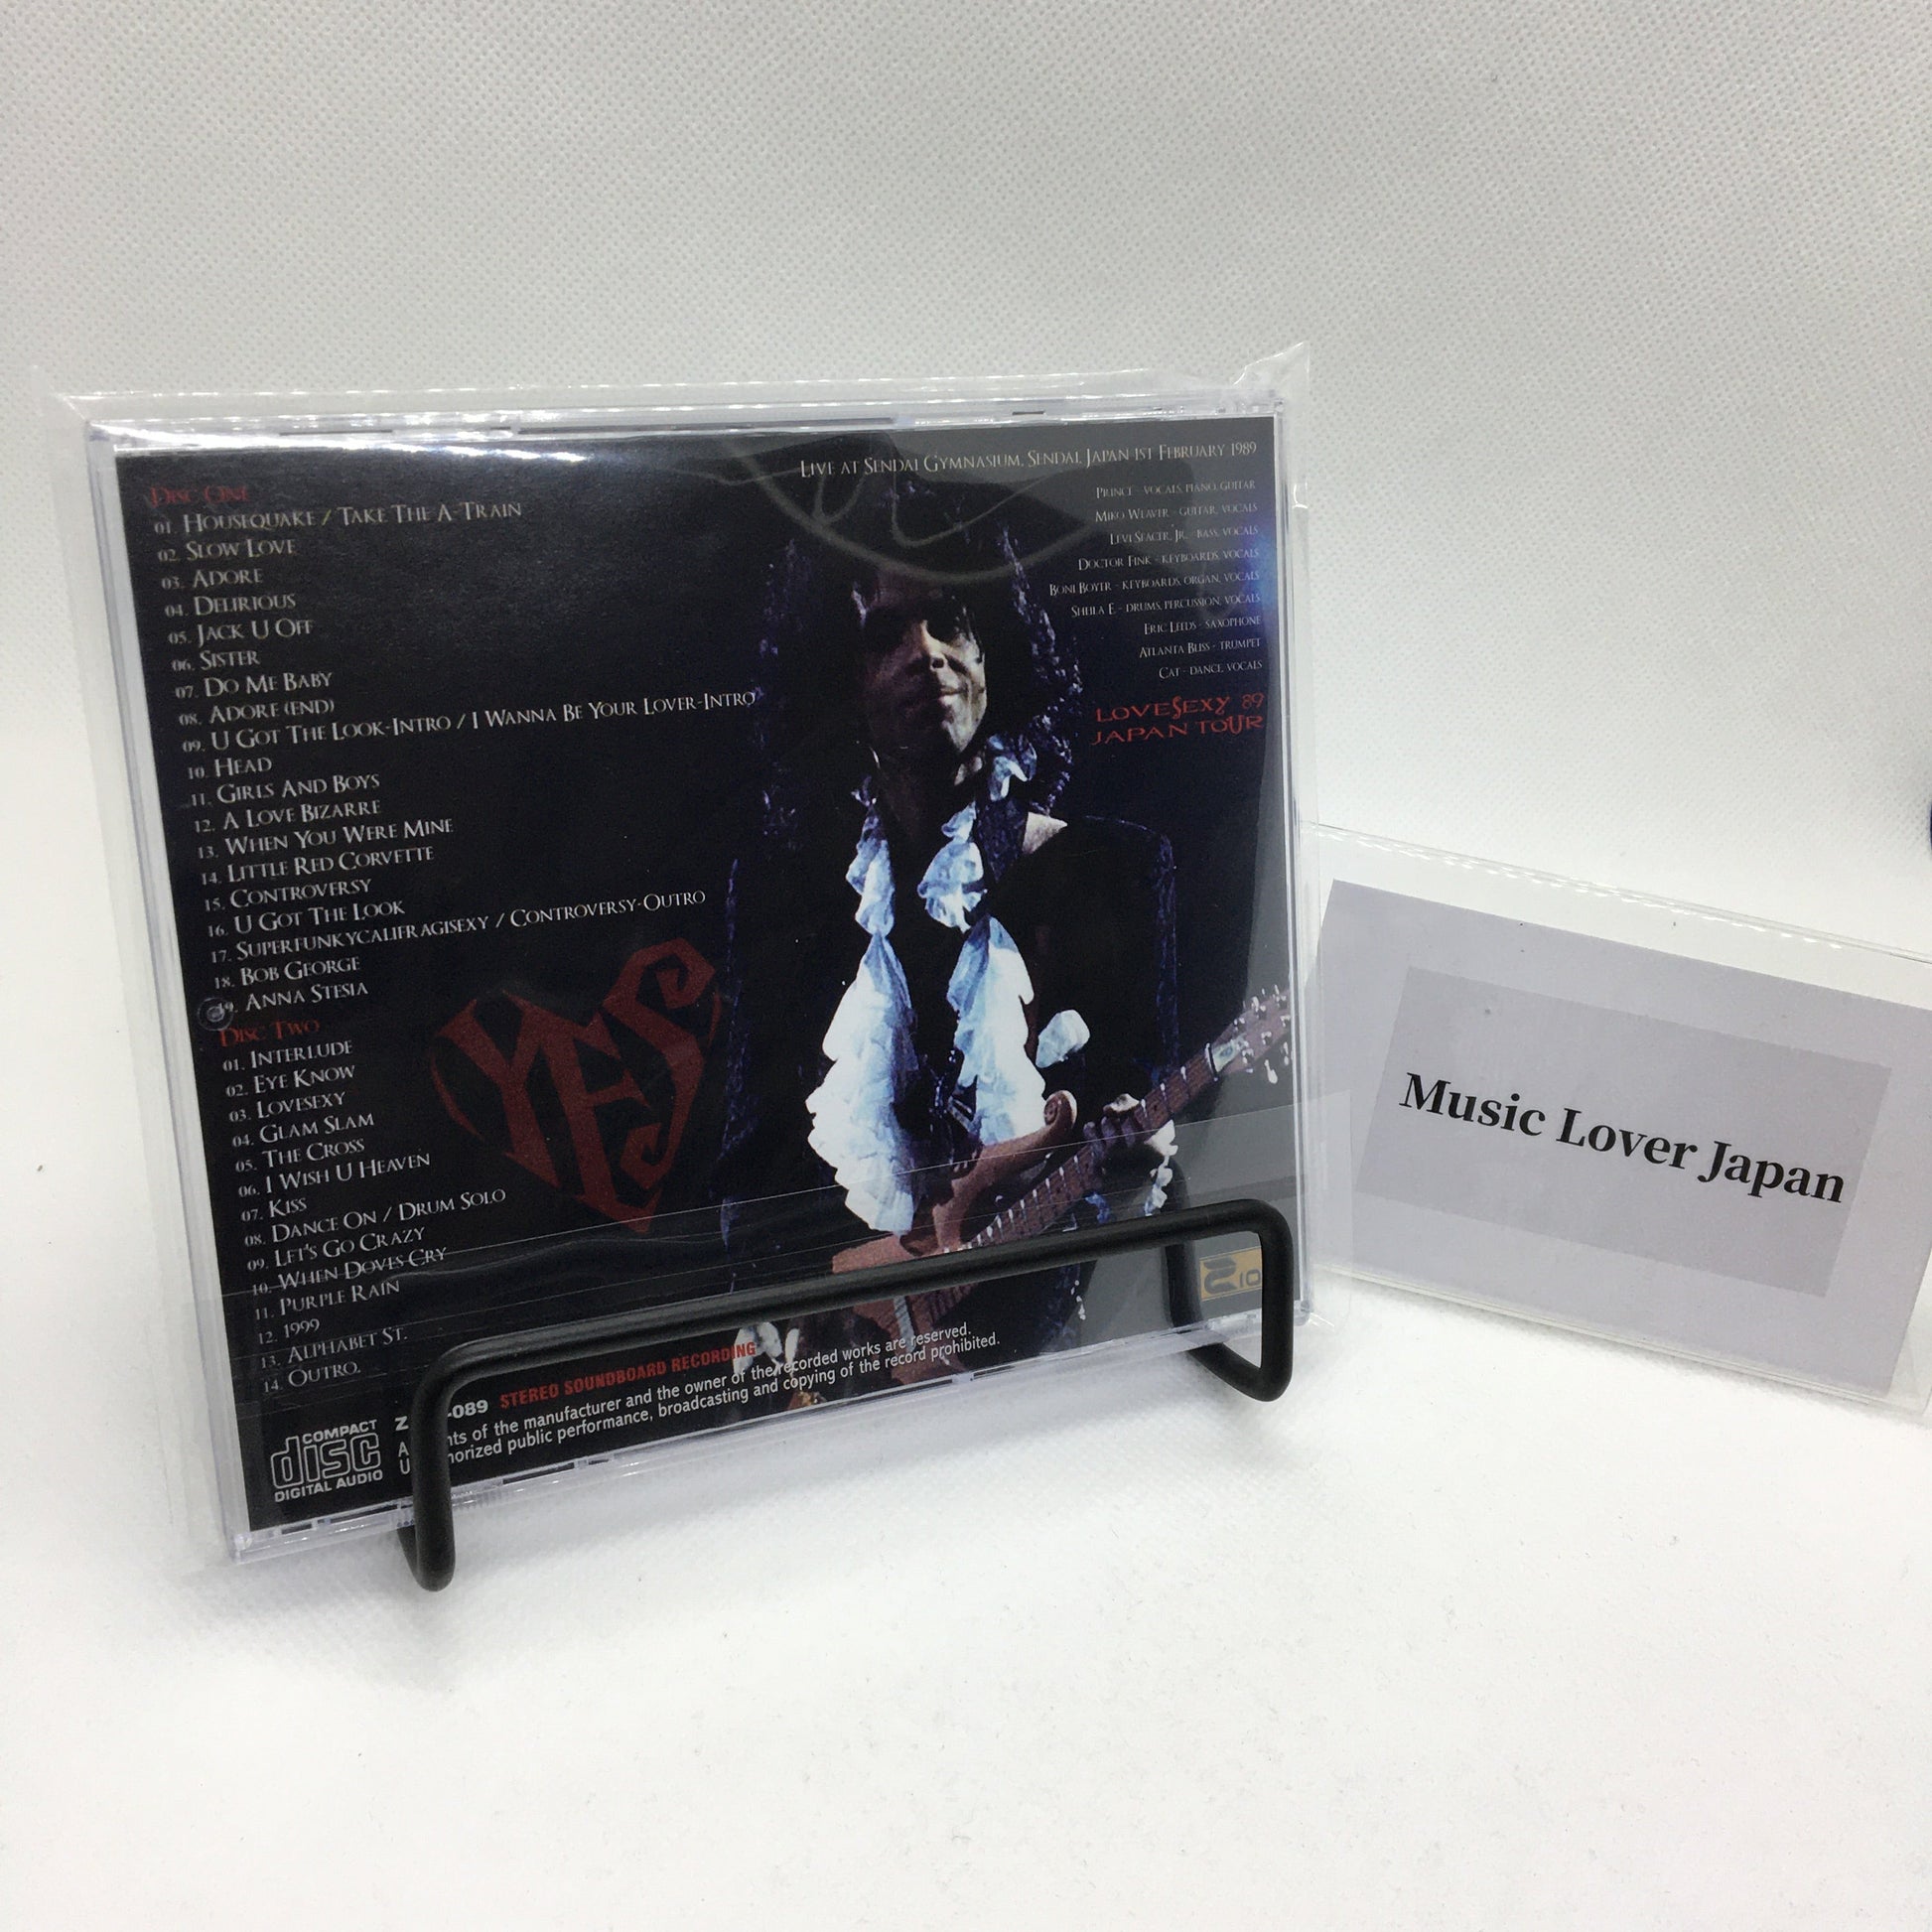 Live at Sendai Gymnasium, Sendai, Japan 1st February 1989
Disc One
01. Housequake / Take The A-Train
02. Slow Love
03. Adore
04. Delirious
05. Jack U Off
06. Sister
07. Do Me Baby
08. Adore (End)
09. U Got The Look-Intro / I Wanna Be Your Lover-Intro
10. Head
11. Girls And Boys
12. A Love Bizarre
13. When You Were Mine
14. Little Red Corvette
15. Controversy
16. U Got The Look
17. Superfunkycalifragisexy / Controversy-Outro
18. Bob George
19. Anna Stesia
Disc Two
01. Interlude
02. Eye Know
03. Lovesexy
04. Glam Slam
05. The Cross
06. I Wish U Heaven
07. Kiss
08. Dance On / Drum Solo
09. Let's Go Crazy
10. When Doves Cry
11. Purple Rain
12. 1999
13. Alphabet St.
14. Outro.
Prince - vocals, piano, guitar
Miko Weaver - guitar, vocals
Levi Seacer, Jr. - bass, vocals
Doctor Fink - keyboards, vocals
Boni Boyer - keyboards, organ, vocals
Sheila E - drums, percussion, vocals
Eric Leeds - saxophone
Atlanta Bliss - trumpet
Cat - dance, vocals
LOVESEXY 89
JAPAN TOUR
YES
COMPACT
disc
DIGITAL AUDIO
-089 STEREO SOUNDBOARD RECORDING
of the manufacturer and the owner of the recorded works are reserved.
public performance, broadcasting and copying of the record prohibited.
Music Lover Japan